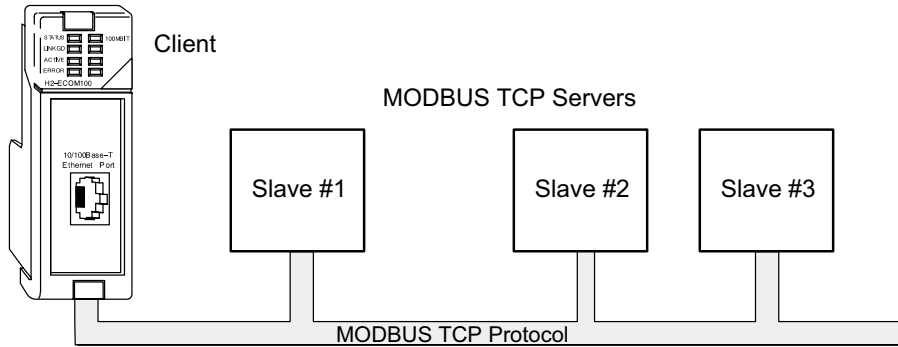 STATUS 100MBIT
LINKGD
ACTIVE
ERROR
H2-ECOM100
Client
10/100Base-T
Ethernet Port
MODBUS TCP Servers
Slave #1
Slave #2
Slave #3
MODBUS TCP Protocol